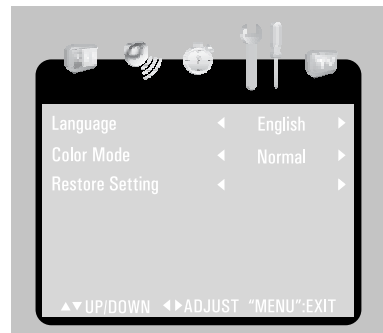 Language ◀ English ▶
Color Mode ◀ Normal ▶
Restore Setting ◀ ▶
▲▼UP/DOWN ◀▶ADJUST "MENU":EXIT